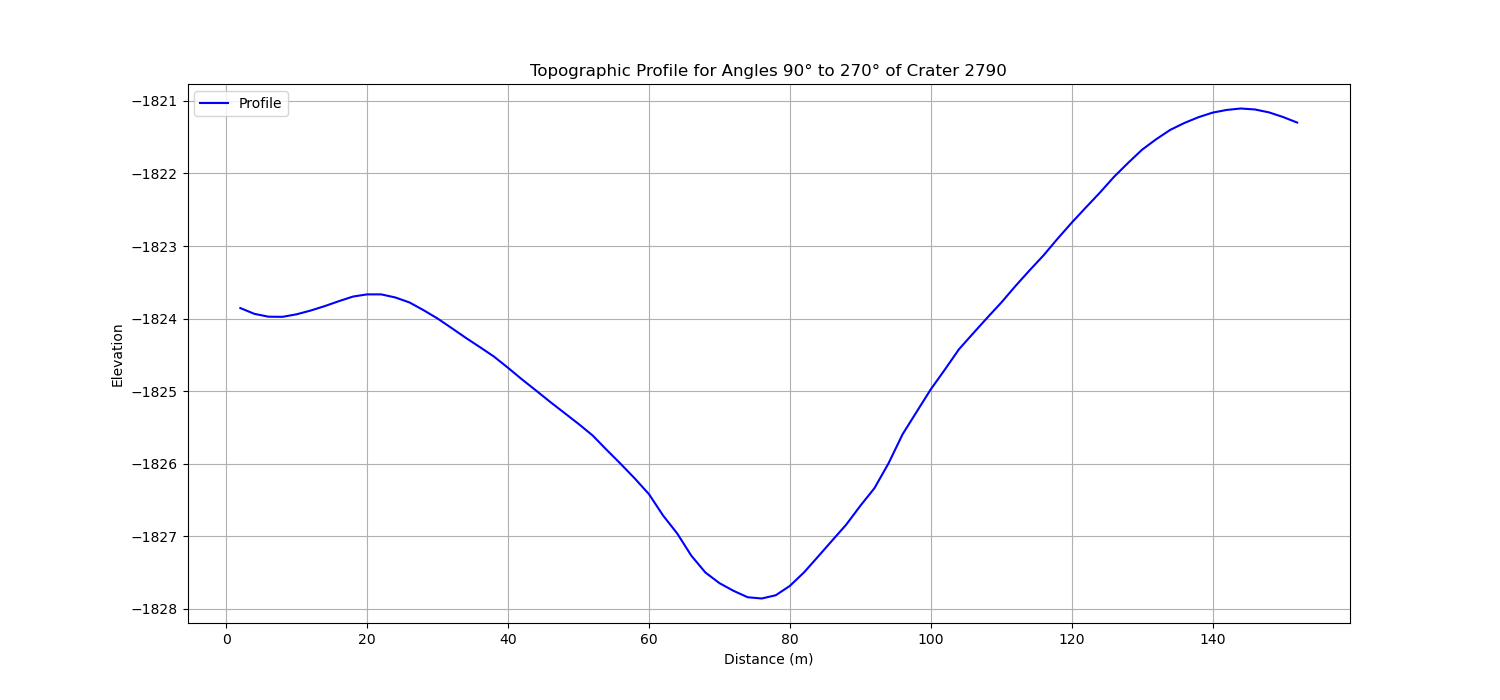 Topographic Profile for Angles 90° to 270° of Crater 2790
Profile
−1821
−1822
−1823
−1824
−1825
−1826
−1827
−1828
Elevation
0 20 40 60 80 100 120 140
Distance (m)